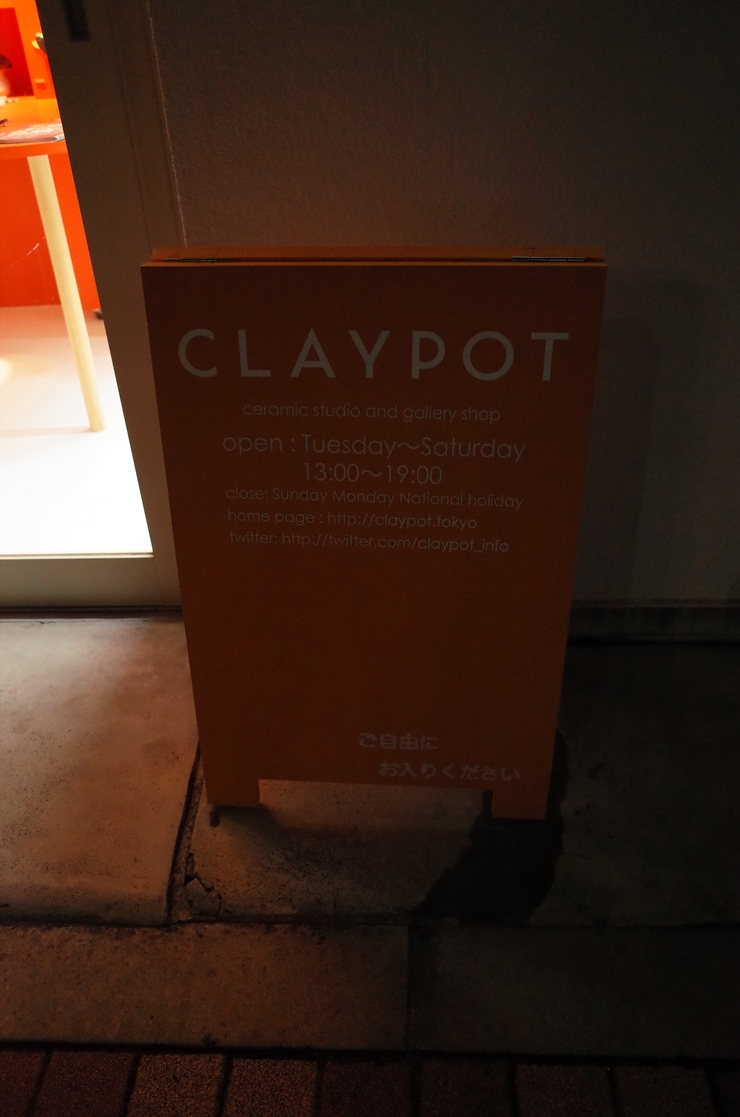 CLAYPOT
ceramic studio and gallery shop
open : Tuesday～Saturday
13:00～19:00
close: Sunday Monday National holiday
home page : http://claypot.tokyo
twitter: http://twitter.com/claypot_info
ご自由に
お入りください